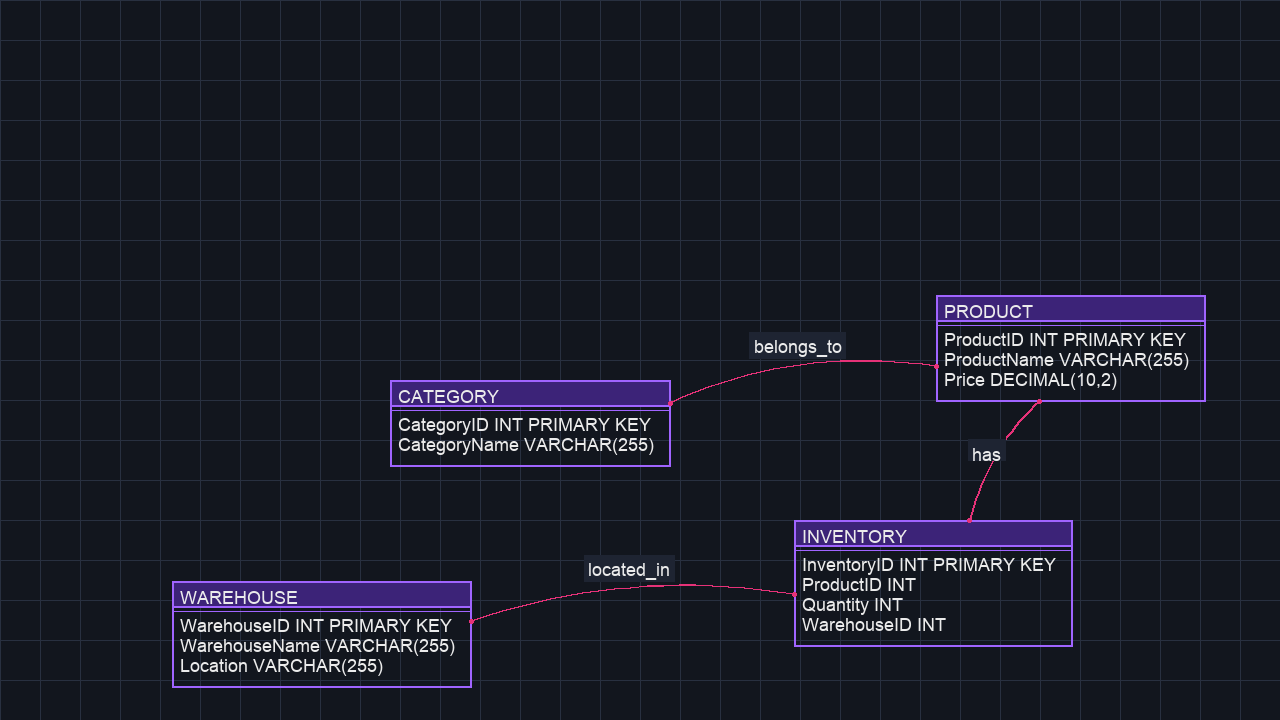 PRODUCT
ProductID INT PRIMARY KEY
ProductName VARCHAR(255)
Price DECIMAL(10,2)
belongs_to
CATEGORY
CategoryID INT PRIMARY KEY
CategoryName VARCHAR(255)
has
INVENTORY
InventoryID INT PRIMARY KEY
ProductID INT
Quantity INT
WarehouseID INT
located_in
WAREHOUSE
WarehouseID INT PRIMARY KEY
WarehouseName VARCHAR(255)
Location VARCHAR(255)